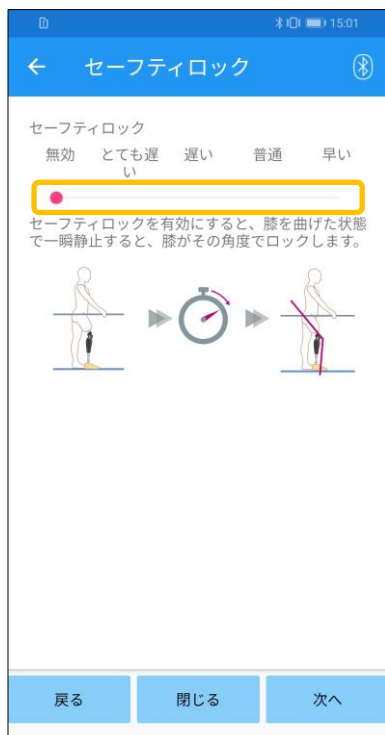 15:01
セーフティロック
セーフティロック
無効 とても遅い 遅い 普通 早い
セーフティロックを有効にすると、膝を曲げた状態
で一瞬静止すると、膝がその角度でロックします。
戻る 閉じる 次へ